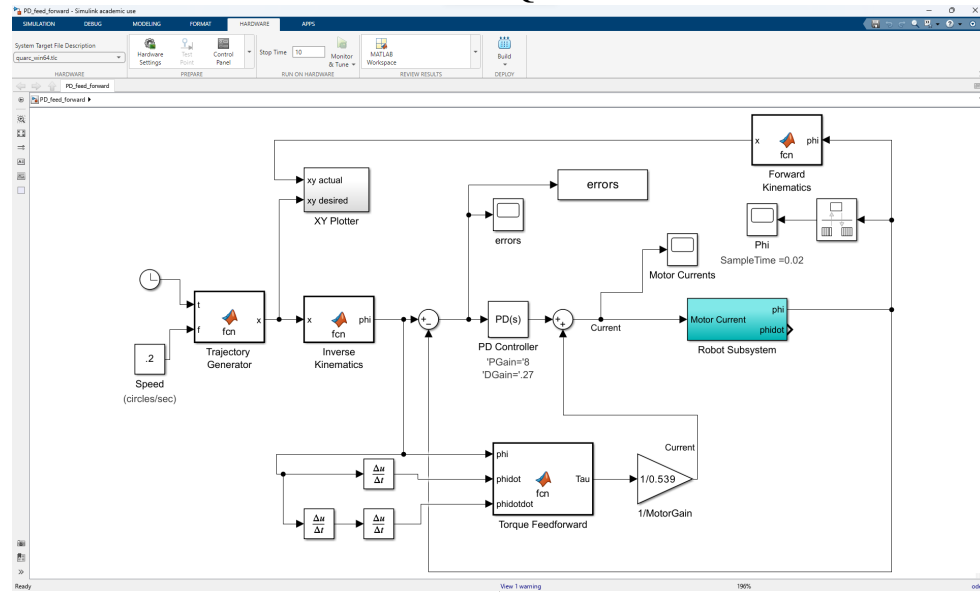 Q
PD_feed_forward - Simulink academic use
SIMULATION DEBUG MODELING FORMAT HARDWARE APPS
System Target File Description
quarc_win64.tlc
Hardware Settings
Test Point
Control Panel
Stop Time 10
Monitor & Tune
MATLAB Workspace
Build
HARDWARE PREPARE RUN ON HARDWARE REVIEW RESULTS DEPLOY
PD_feed_forward
PD_feed_forward
x fcn phi
Forward
Kinematics
xy actual
xy desired
XY Plotter
errors
errors
Phi
SampleTime =0.02
Motor Currents
t
f
fcn
x
Trajectory
Generator
x fcn phi
Inverse
Kinematics
PD(s)
PD Controller
'PGain='8
'DGain='.27
Current
Motor Current
phi
phidot
Robot Subsystem
.2
Speed
(circles/sec)
Δu
Δt
Δu
Δt
Δu
Δt
phi
phidot
phidotdot
fcn
Tau
Torque Feedforward
Current
1/0.539
1/MotorGain
Ready View 1 warning 196%